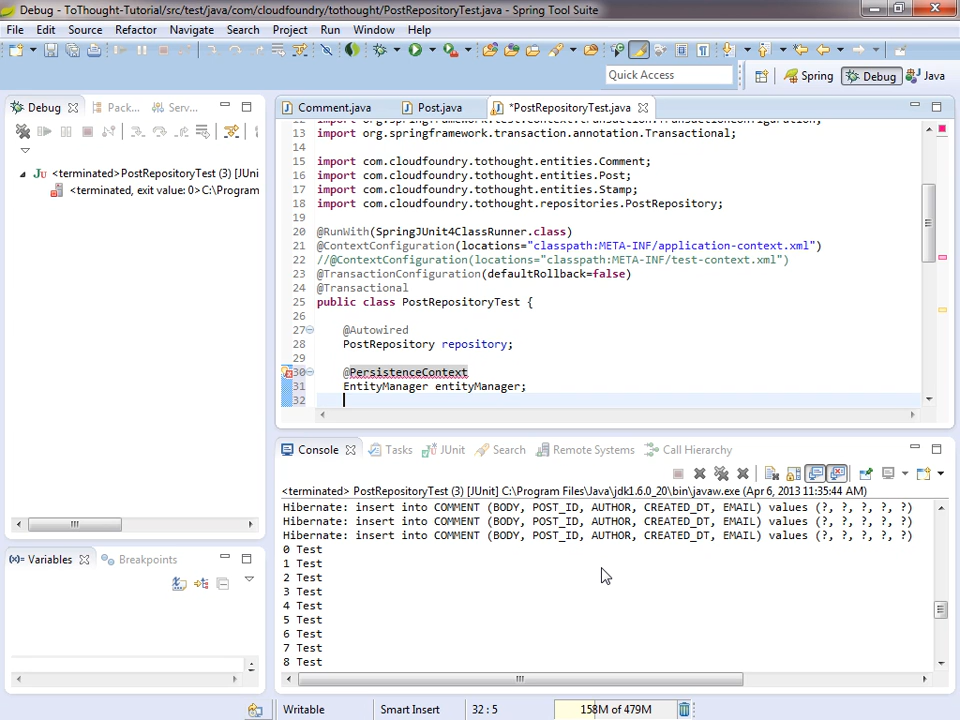 Debug - ToThought-Tutorial/src/test/java/com/cloudfoundry/tothought/PostRepositoryTest.java - Spring Tool Suite
File Edit Source Refactor Navigate Search Project Run Window Help
Quick Access
Spring Debug Java
Debug Pack... Serv...
<terminated>PostRepositoryTest (3) [JUni
<terminated, exit value: 0>C:\Program
Comment.java Post.java *PostRepositoryTest.java
12 import org.springframework.test.context.transaction.TransactionConfiguration;
13 import org.springframework.transaction.annotation.Transactional;
14
15 import com.cloudfoundry.tothought.entities.Comment;
16 import com.cloudfoundry.tothought.entities.Post;
17 import com.cloudfoundry.tothought.entities.Stamp;
18 import com.cloudfoundry.tothought.repositories.PostRepository;
19
20 @RunWith(SpringJUnit4ClassRunner.class)
21 @ContextConfiguration(locations="classpath:META-INF/application-context.xml")
22 //@ContextConfiguration(locations="classpath:META-INF/test-context.xml")
23 @TransactionConfiguration(defaultRollback=false)
24 @Transactional
25 public class PostRepositoryTest {
26
27 @Autowired
28 PostRepository repository;
29
30 @PersistenceContext
31 EntityManager entityManager;
32
Console Tasks JUnit Search Remote Systems Call Hierarchy
<terminated> PostRepositoryTest (3) [JUnit] C:\Program Files\Java\jdk1.6.0_20\bin\javaw.exe (Apr 6, 2013 11:35:44 AM)
Hibernate: insert into COMMENT (BODY, POST_ID, AUTHOR, CREATED_DT, EMAIL) values (?, ?, ?, ?, ?)
Hibernate: insert into COMMENT (BODY, POST_ID, AUTHOR, CREATED_DT, EMAIL) values (?, ?, ?, ?, ?)
Hibernate: insert into COMMENT (BODY, POST_ID, AUTHOR, CREATED_DT, EMAIL) values (?, ?, ?, ?, ?)
0 Test
1 Test
2 Test
3 Test
4 Test
5 Test
6 Test
7 Test
8 Test
Variables Breakpoints
Writable Smart Insert 32 : 5 158M of 479M